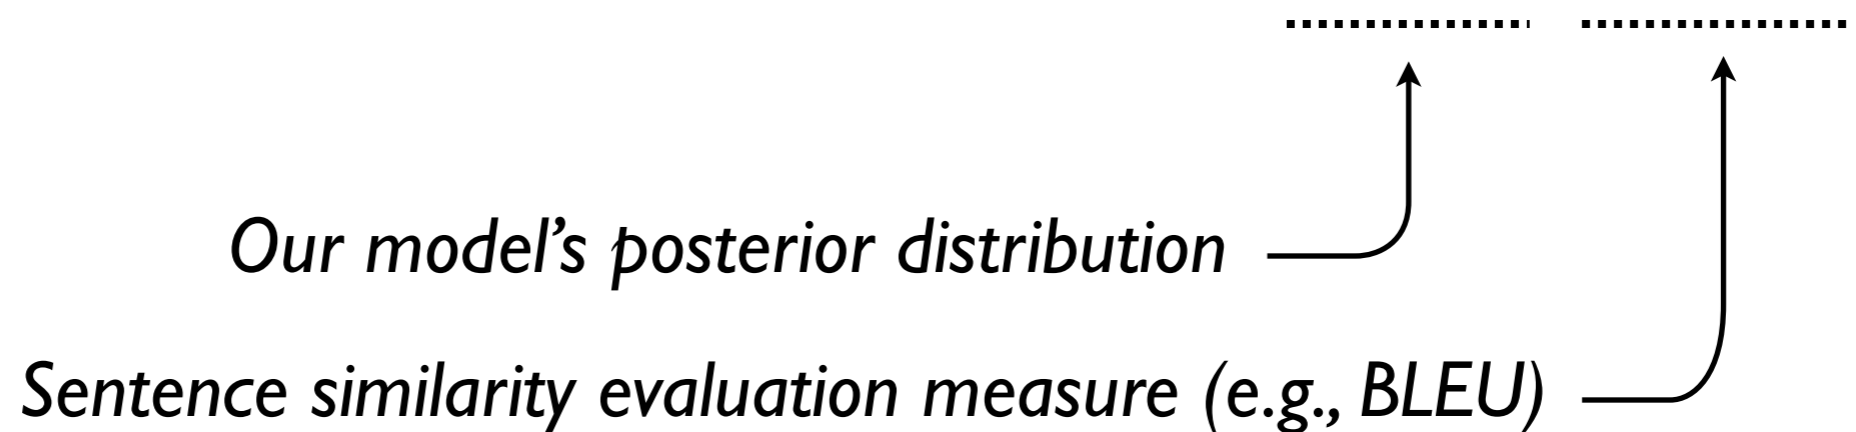 Our model’s posterior distribution
Sentence similarity evaluation measure (e.g., BLEU)